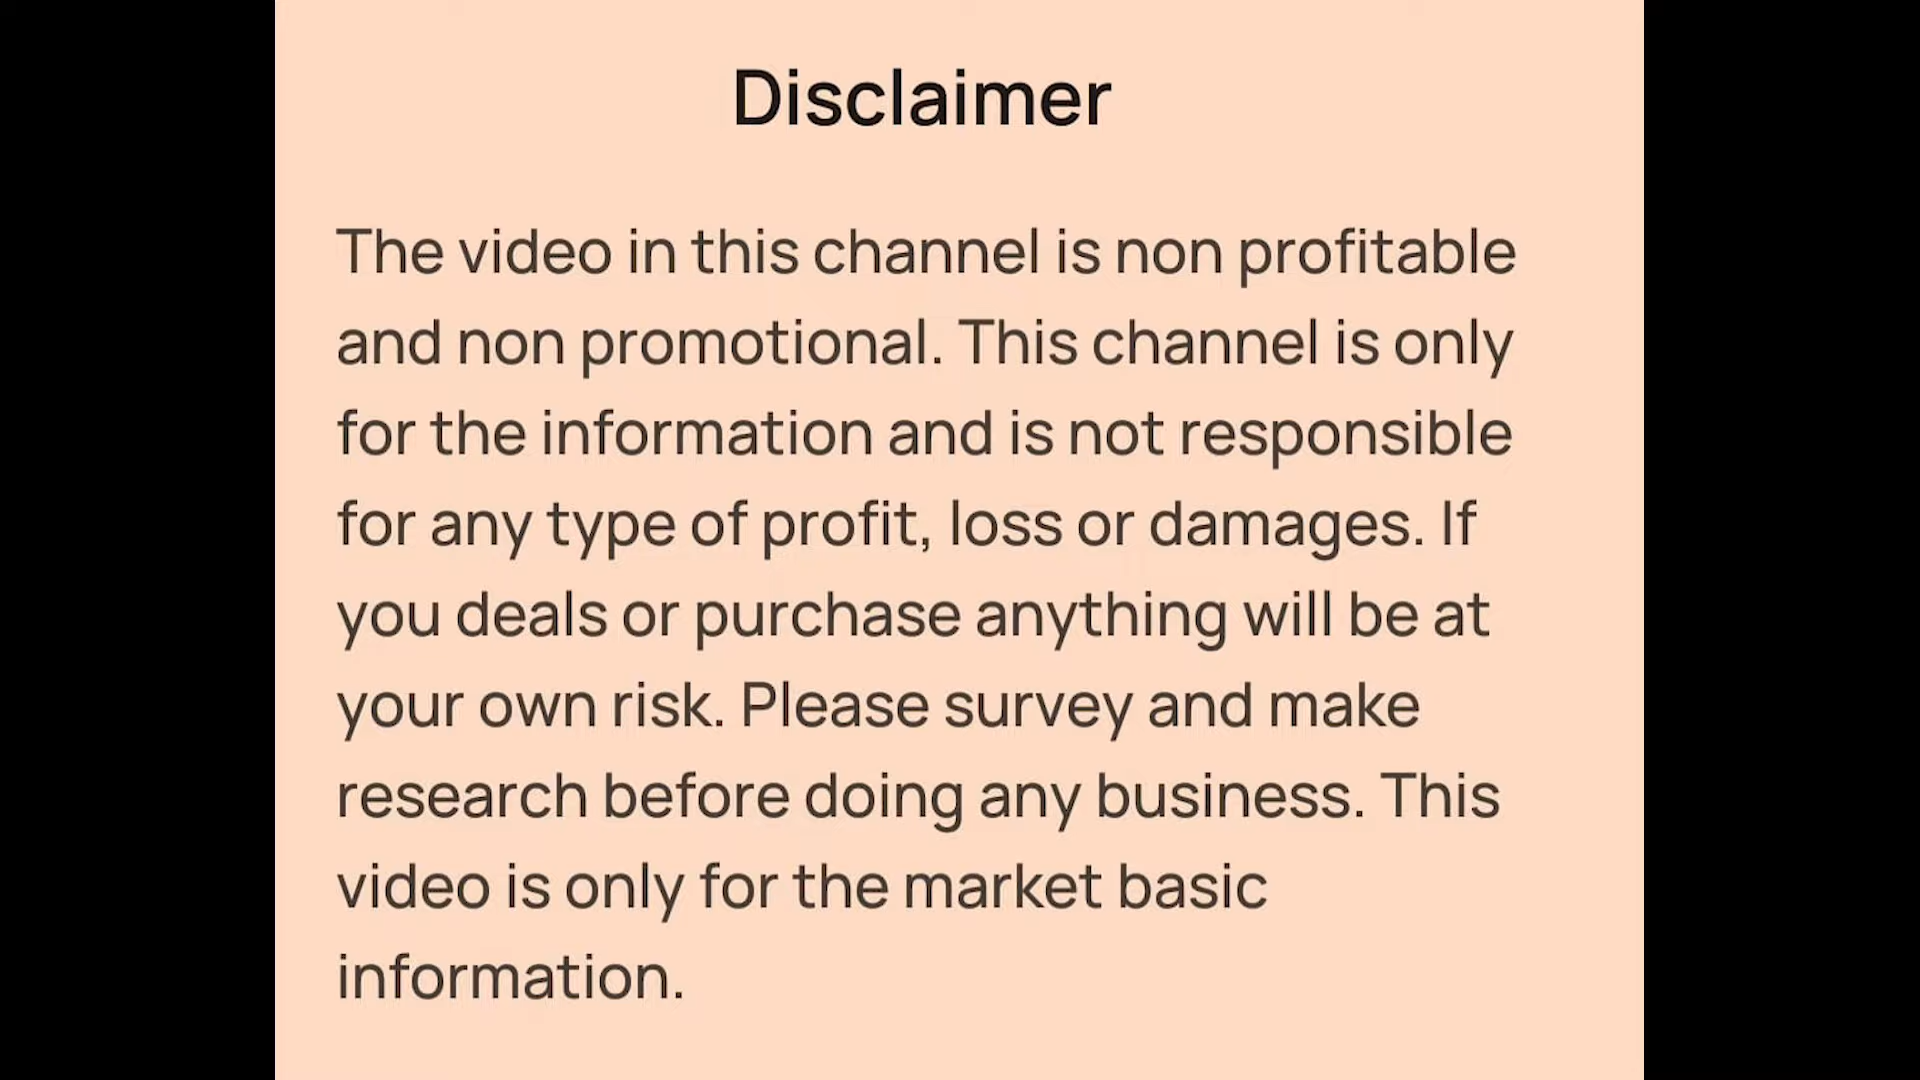 Disclaimer
The video in this channel is non profitable
and non promotional. This channel is only
for the information and is not responsible
for any type of profit, loss or damages. If
you deals or purchase anything will be at
your own risk. Please survey and make
research before doing any business. This
video is only for the market basic
information.